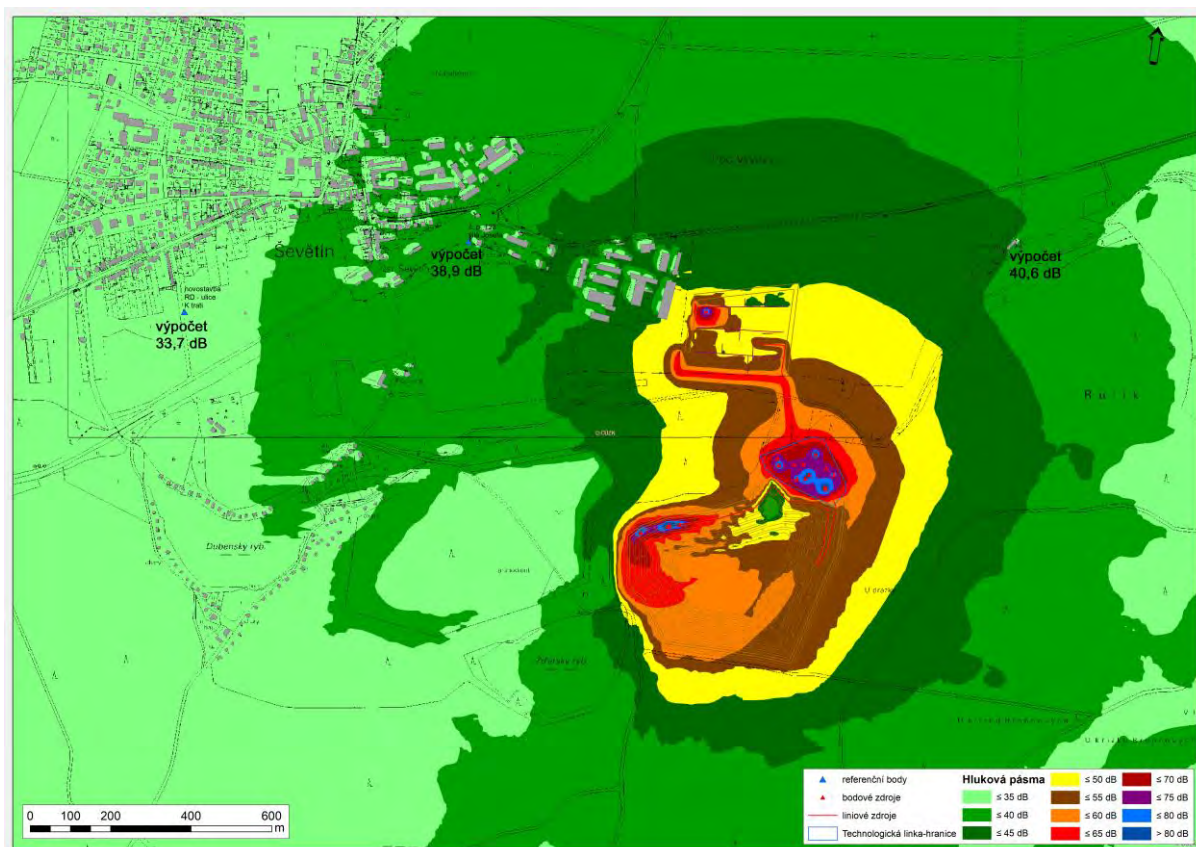 Ševětín
výpočet
38,9 dB
výpočet
40,6 dB
novostavba
RD - ulice
K trati
výpočet
33,7 dB
Rulík
Dubenský ryb.
0 100 200 400 600
m
referenční body
bodové zdroje
liniové zdroje
Technologická linka-hranice
Hluková pásma
≤ 35 dB
≤ 40 dB
≤ 45 dB
≤ 50 dB
≤ 55 dB
≤ 60 dB
≤ 65 dB
≤ 70 dB
≤ 75 dB
≤ 80 dB
> 80 dB